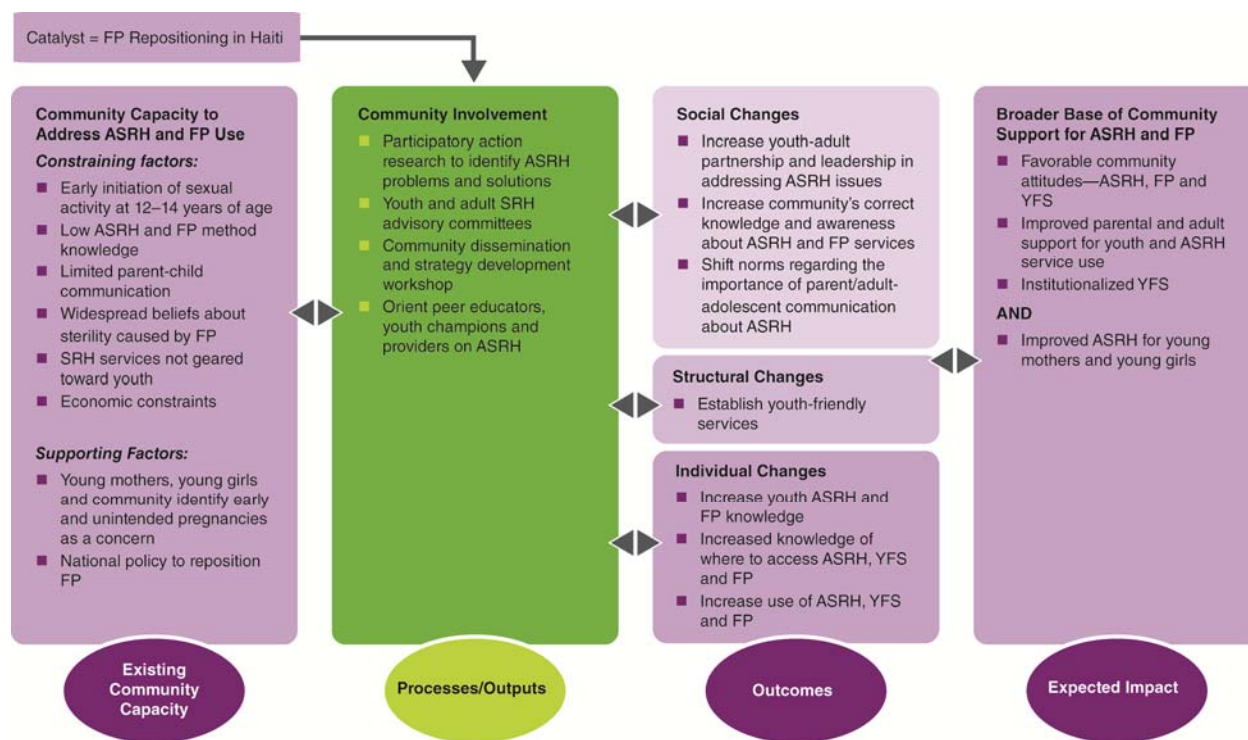 Catalyst = FP Repositioning in Haiti
Community Capacity to
Address ASRH and FP Use
Constraining factors:
Early initiation of sexual
activity at 12–14 years of age
Low ASRH and FP method
knowledge
Limited parent-child
communication
Widespread beliefs about
sterility caused by FP
SRH services not geared
toward youth
Economic constraints
Supporting Factors:
Young mothers, young girls
and community identify early
and unintended pregnancies
as a concern
National policy to reposition
FP
Existing
Community
Capacity
Community Involvement
Participatory action
research to identify ASRH
problems and solutions
Youth and adult SRH
advisory committees
Community dissemination
and strategy development
workshop
Orient peer educators,
youth champions and
providers on ASRH
Processes/Outputs
Social Changes
Increase youth-adult
partnership and leadership in
addressing ASRH issues
Increase community's correct
knowledge and awareness
about ASRH and FP services
Shift norms regarding the
importance of parent/adult-
adolescent communication
about ASRH
Structural Changes
Establish youth-friendly
services
Individual Changes
Increase youth ASRH and
FP knowledge
Increased knowledge of
where to access ASRH, YFS
and FP
Increase use of ASRH, YFS
and FP
Outcomes
Broader Base of Community
Support for ASRH and FP
Favorable community
attitudes—ASRH, FP and
YFS
Improved parental and adult
support for youth and ASRH
service use
Institutionalized YFS
AND
Improved ASRH for young
mothers and young girls
Expected Impact